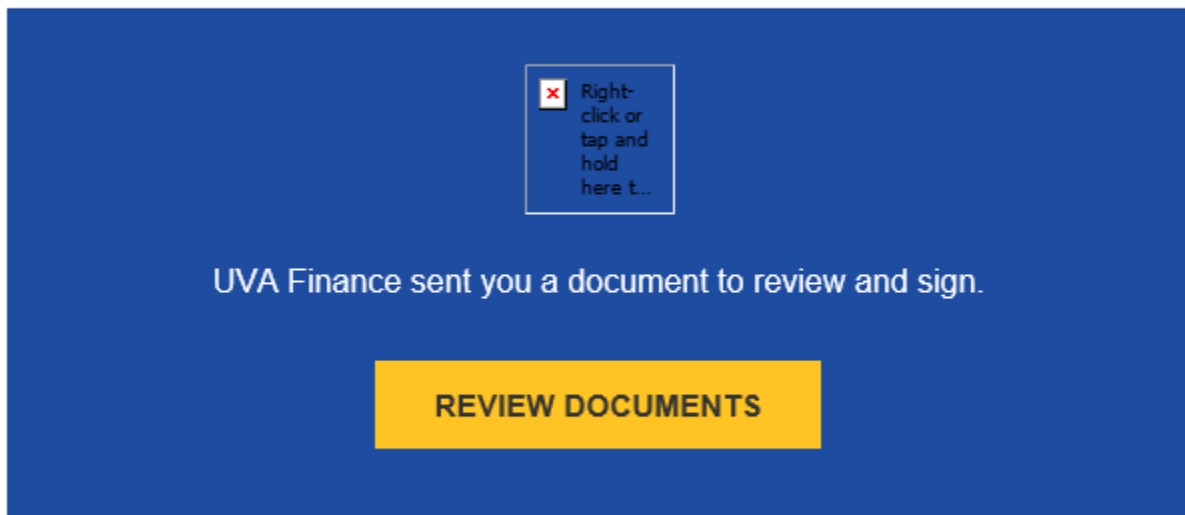 Right-
click or
tap and
hold
here t...
UVA Finance sent you a document to review and sign.
REVIEW DOCUMENTS